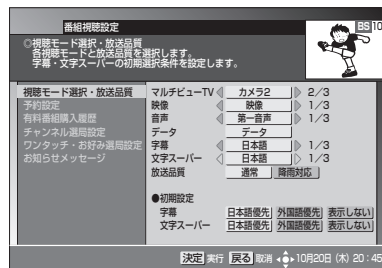 番組視聴設定
BS 10
◎視聴モード選択・放送品質
各視聴モードと放送品質を選択します。
字幕・文字スーパーの初期選択条件を設定します。
視聴モード選択・放送品質
予約設定
有料番組購入履歴
チャンネル選局設定
ワンタッチ・お好み選局設定
お知らせメッセージ
マルチビューTV カメラ2 2/3
映像 映像 1/3
音声 第一音声 1/3
データ データ
字幕 日本語 1/3
文字スーパー 日本語 1/3
放送品質 通常 降雨対応
●初期設定
字幕 日本語優先 外国語優先 表示しない
文字スーパー 日本語優先 外国語優先 表示しない
決定 実行 戻る 取消 10月20日 (木) 20:45